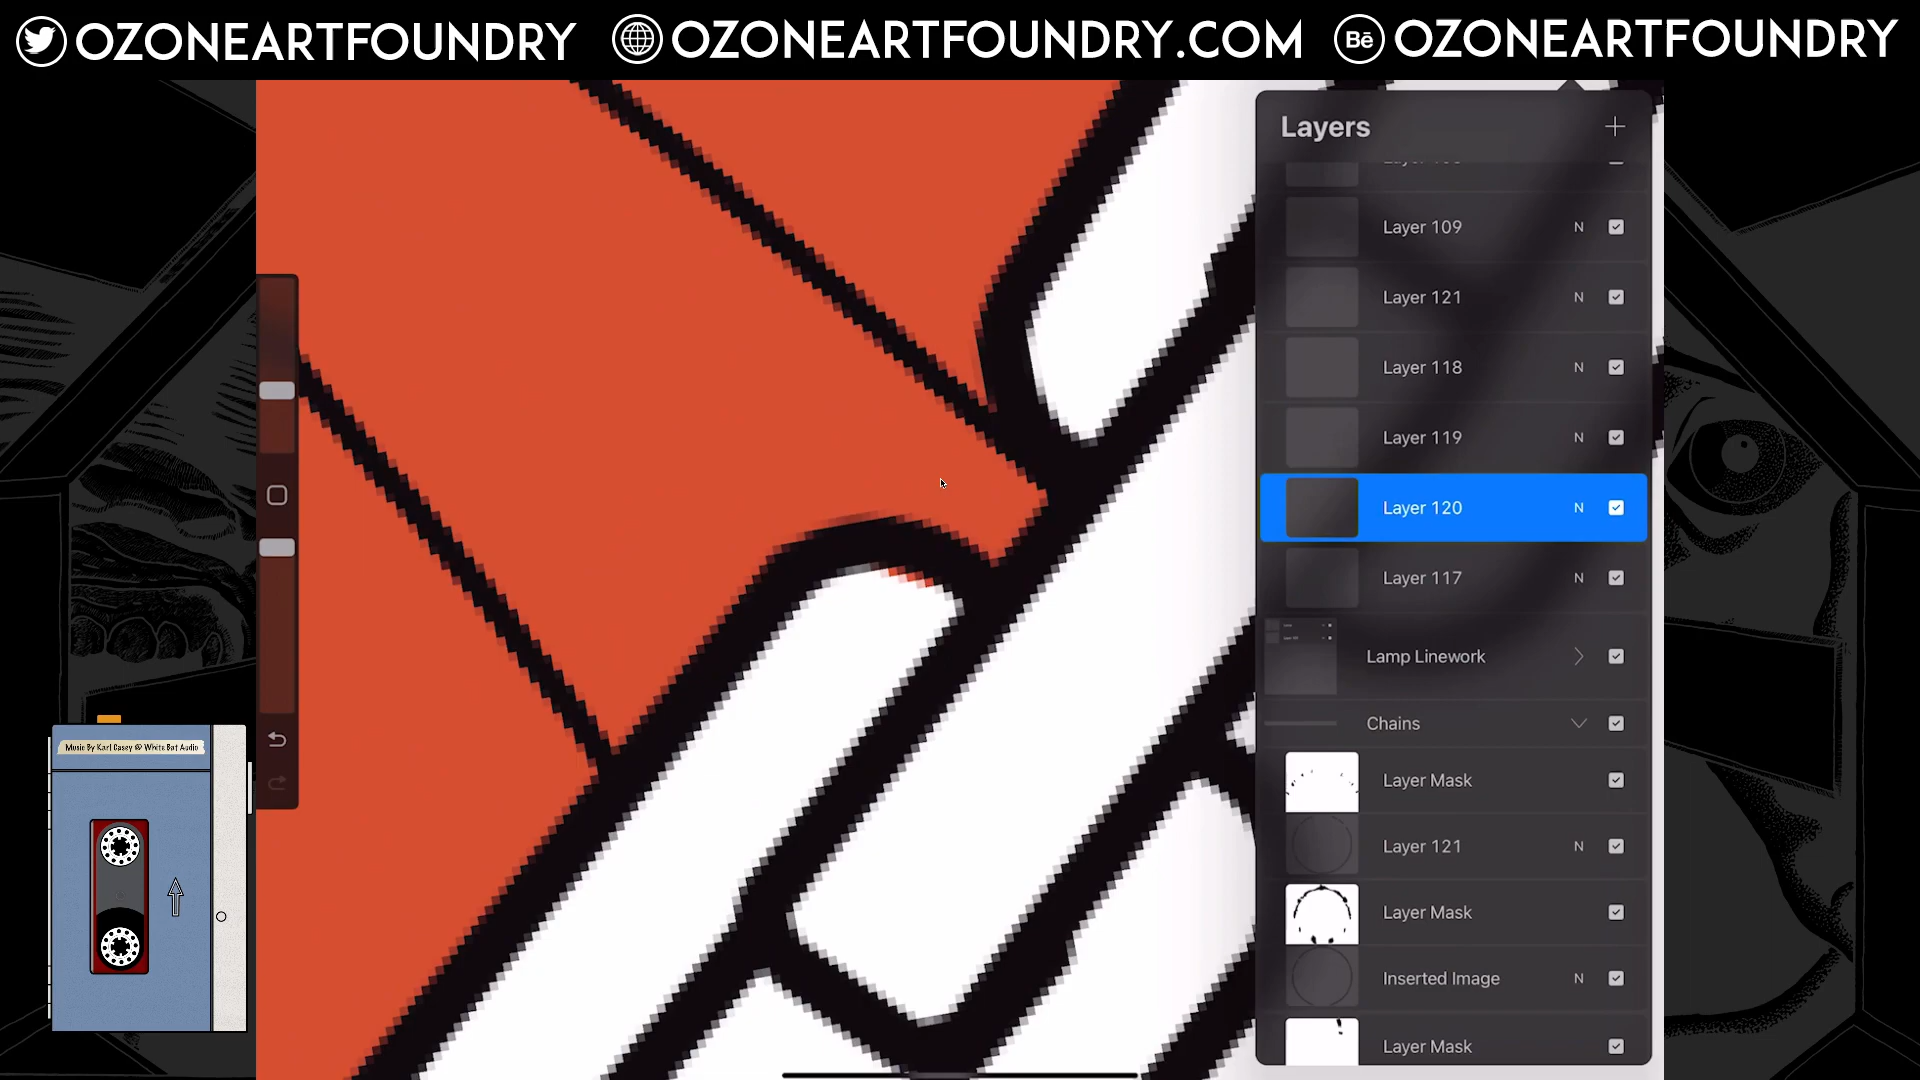 OZONEARTFOUNDRY OZONEARTFOUNDRY.COM Bē OZONEARTFOUNDRY
Layers
Layer 109 N
Layer 121 N
Layer 118 N
Layer 119 N
Layer 120 N
Layer 117 N
Lamp Linework
Chains
Layer Mask
Layer 121 N
Layer Mask
Inserted Image N
Layer Mask
Music By Karl Casey @ White Bat Audio